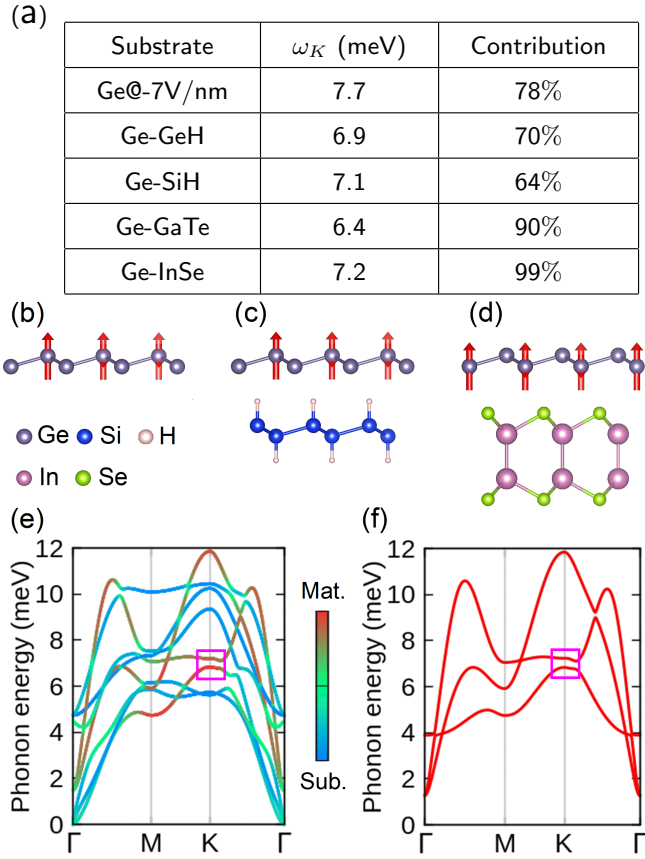 (a)
Substrate ω_K (meV) Contribution
Ge@-7V/nm 7.7 78%
Ge-GeH 6.9 70%
Ge-SiH 7.1 64%
Ge-GaTe 6.4 90%
Ge-InSe 7.2 99%
(b) (c) (d)
Ge Si H
In Se
(e) (f)
Phonon energy (meV)
12
10
8
6
4
2
0
Γ M K Γ
Mat.
Sub.
Phonon energy (meV)
12
10
8
6
4
2
0
Γ M K Γ